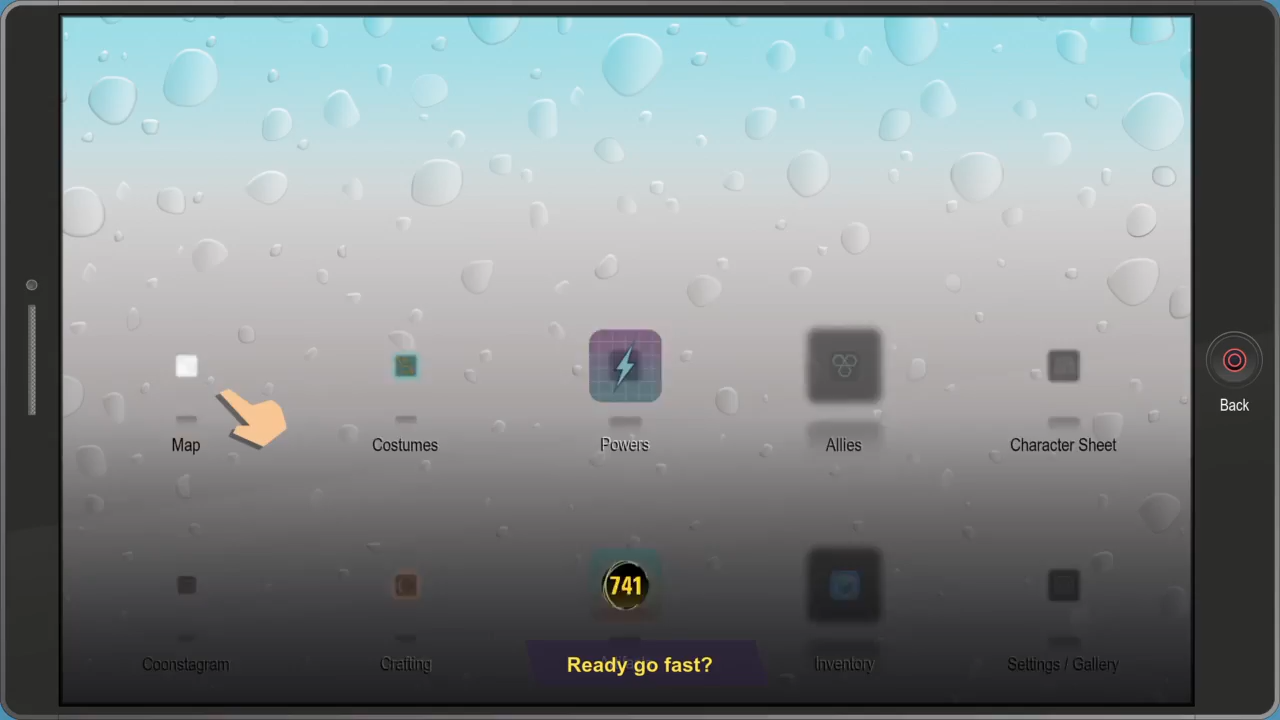 Back
Map
Costumes
Powers
Allies
Character Sheet
741
Coonstagram
Crafting
Ready go fast?
Inventory
Settings / Gallery